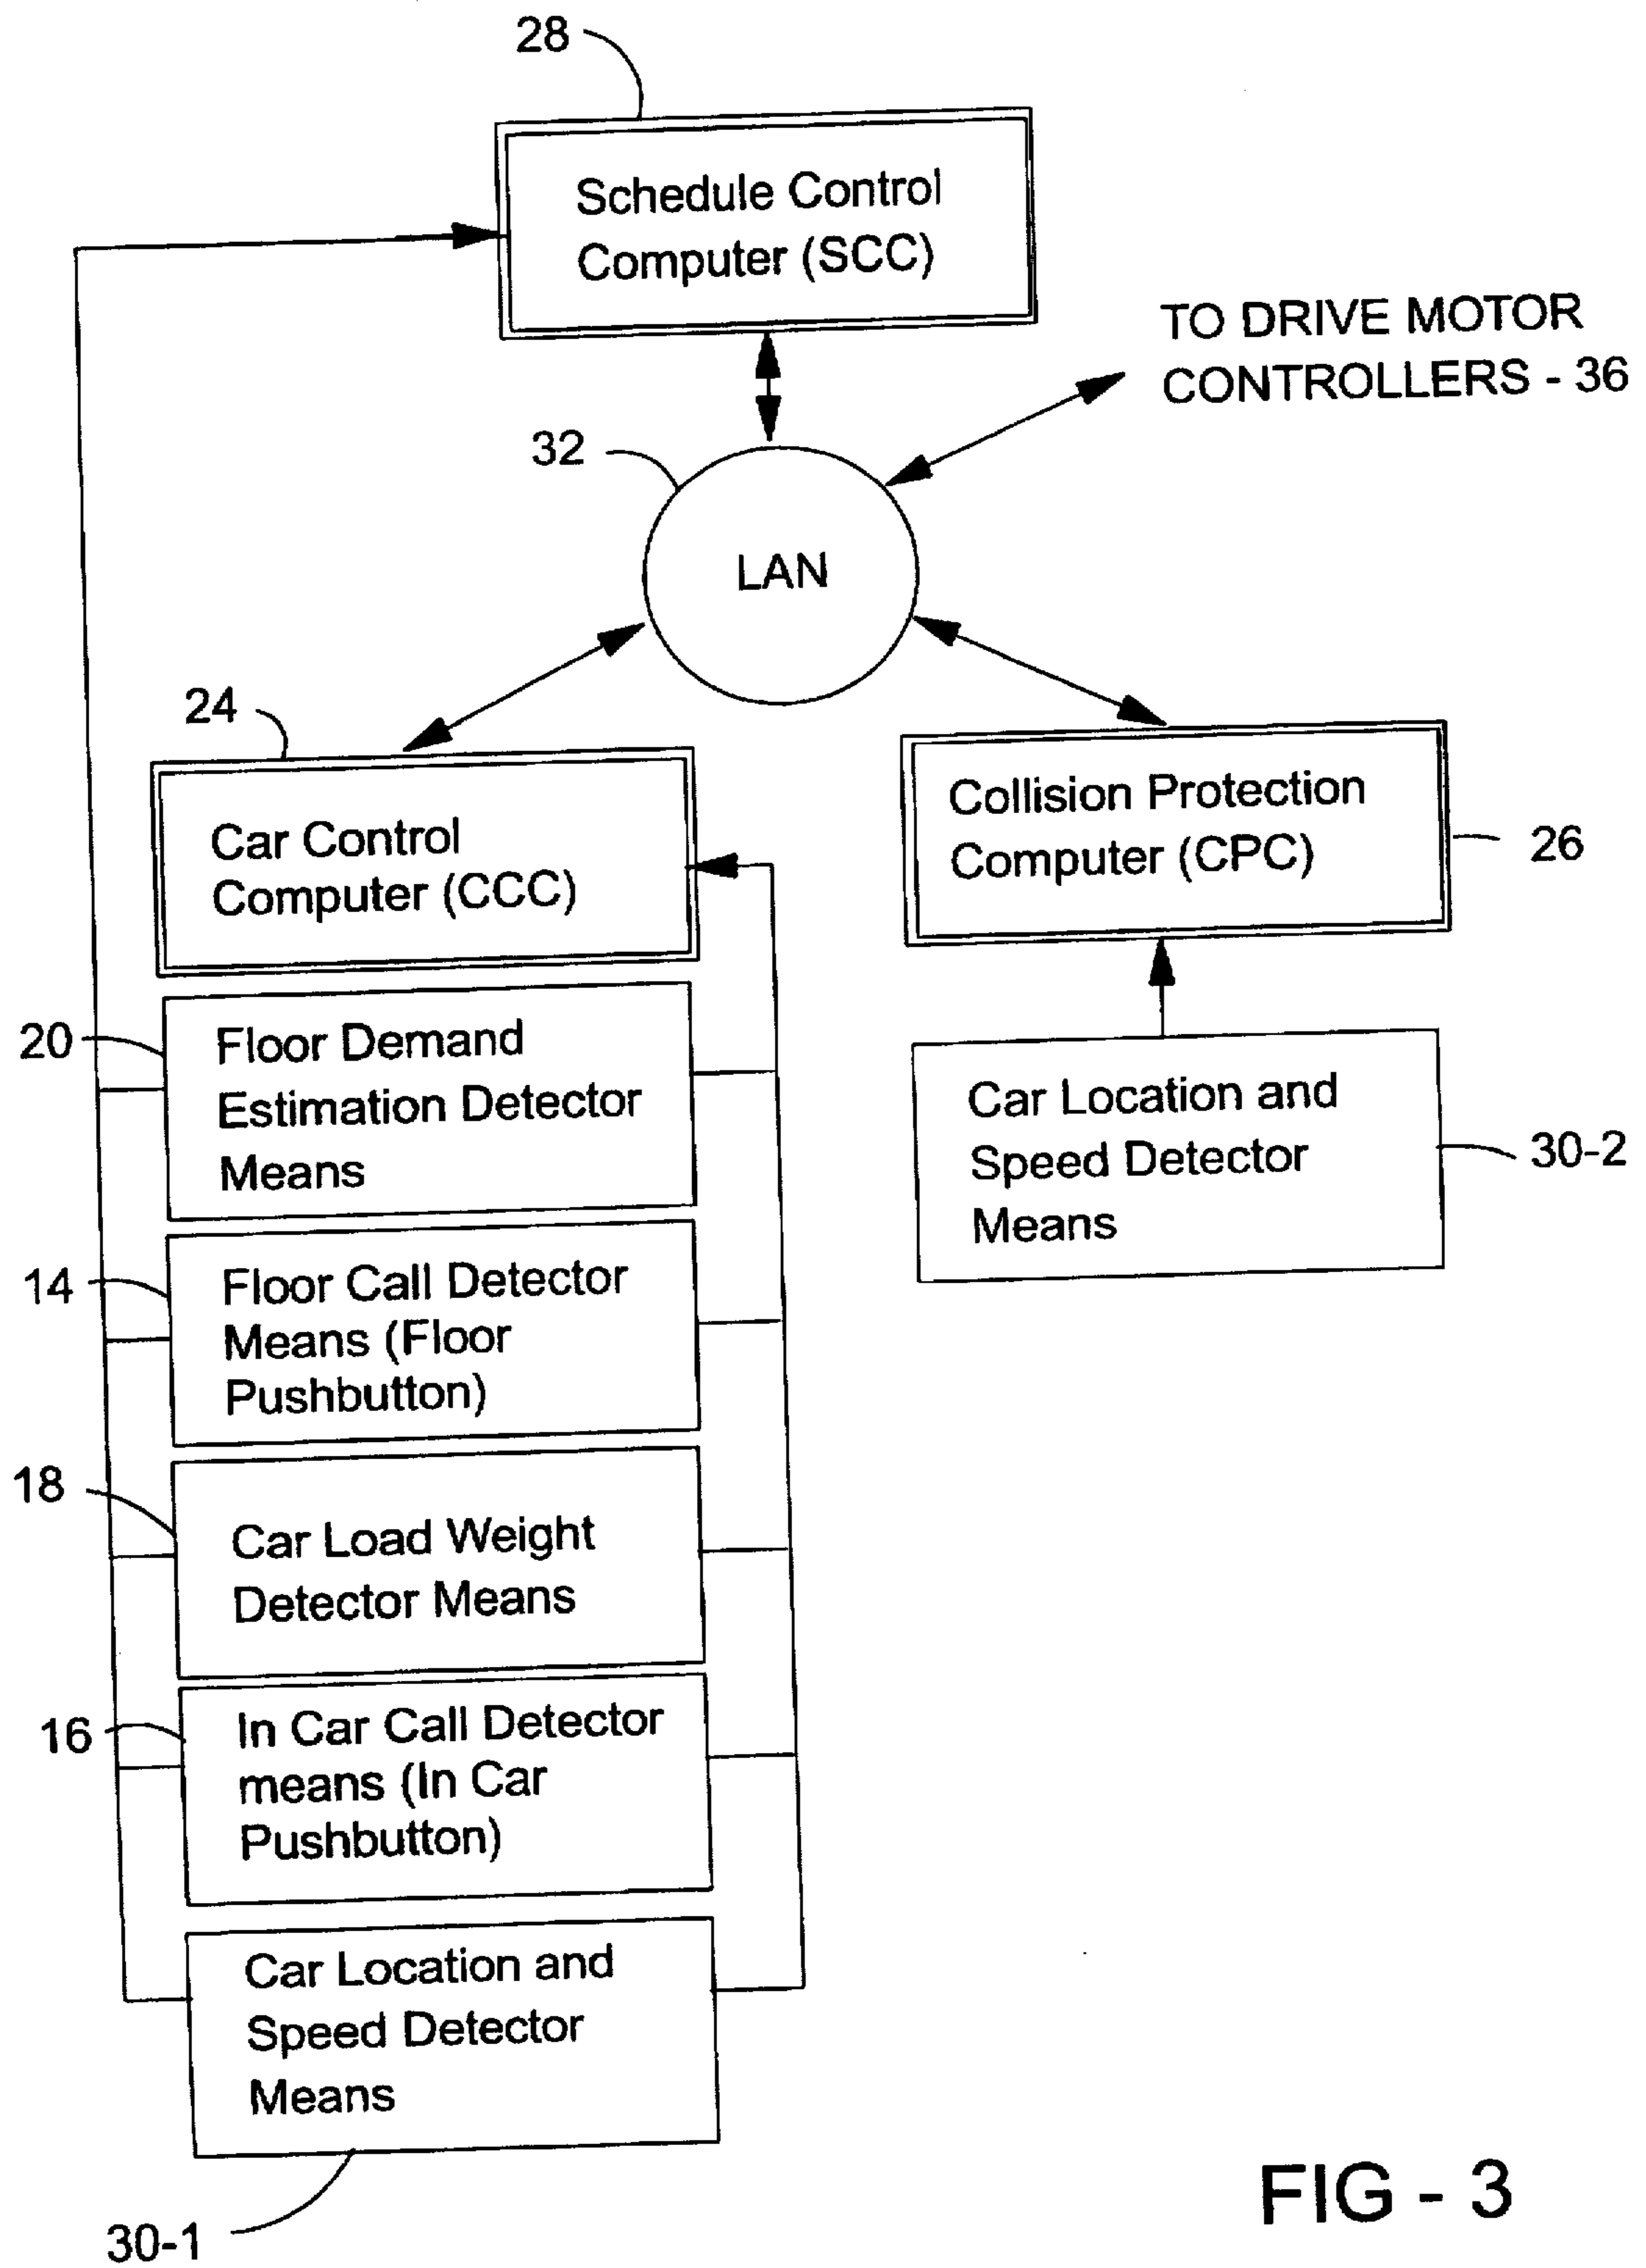 28
Schedule Control
Computer (SCC)
TO DRIVE MOTOR
CONTROLLERS - 36
32
LAN
24
Car Control
Computer (CCC)
Collision Protection
Computer (CPC)
26
20
Floor Demand
Estimation Detector
Means
Car Location and
Speed Detector
Means
30-2
14
Floor Call Detector
Means (Floor
Pushbutton)
18
Car Load Weight
Detector Means
16
In Car Call Detector
means (In Car
Pushbutton)
Car Location and
Speed Detector
Means
30-1
FIG - 3